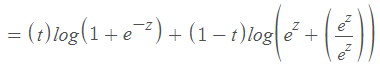 = (t)log(1 + e^{-z}) + (1 − t)log(e^{z} + (e^{z}/e^{z}))